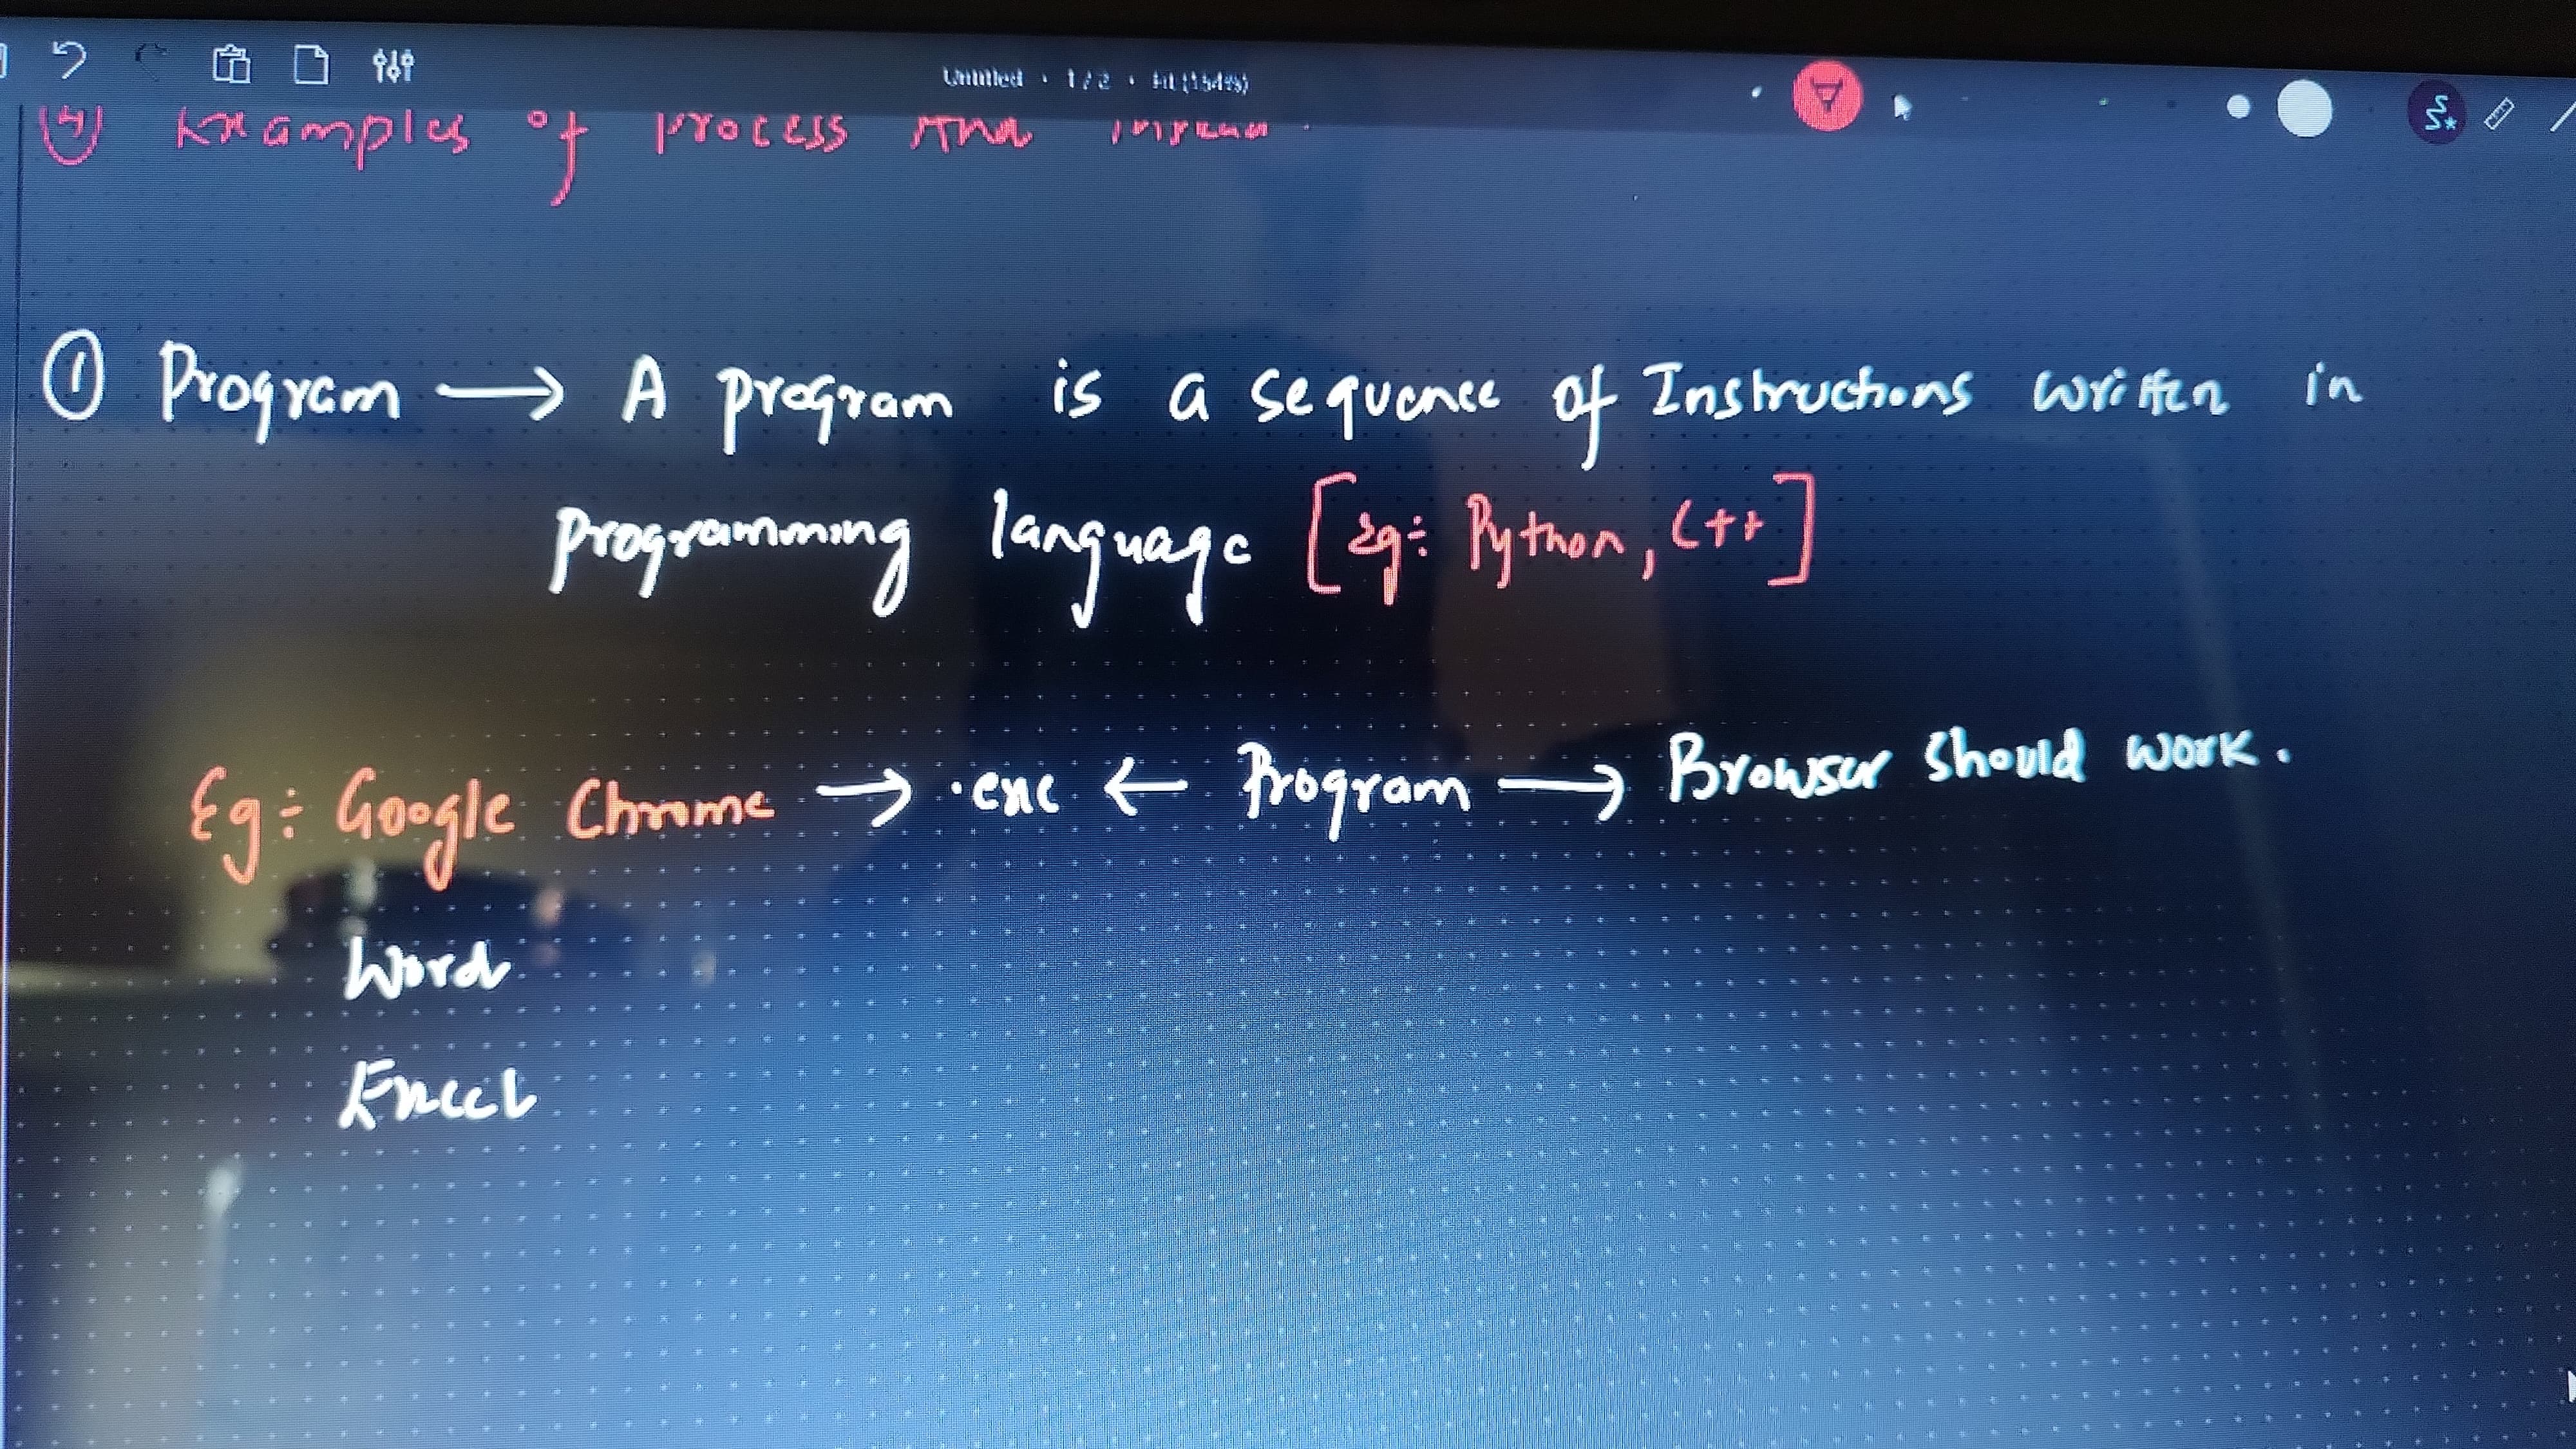 Untitled · 1 / 2 · Fit (154%)
④ Examples of process And Thread
① Program → A program is a sequence of Instructions written in
programming language [Eg: Python, C++]
Eg: Google Chrome → .exe ← Program → Browser should work.
Word
Excel